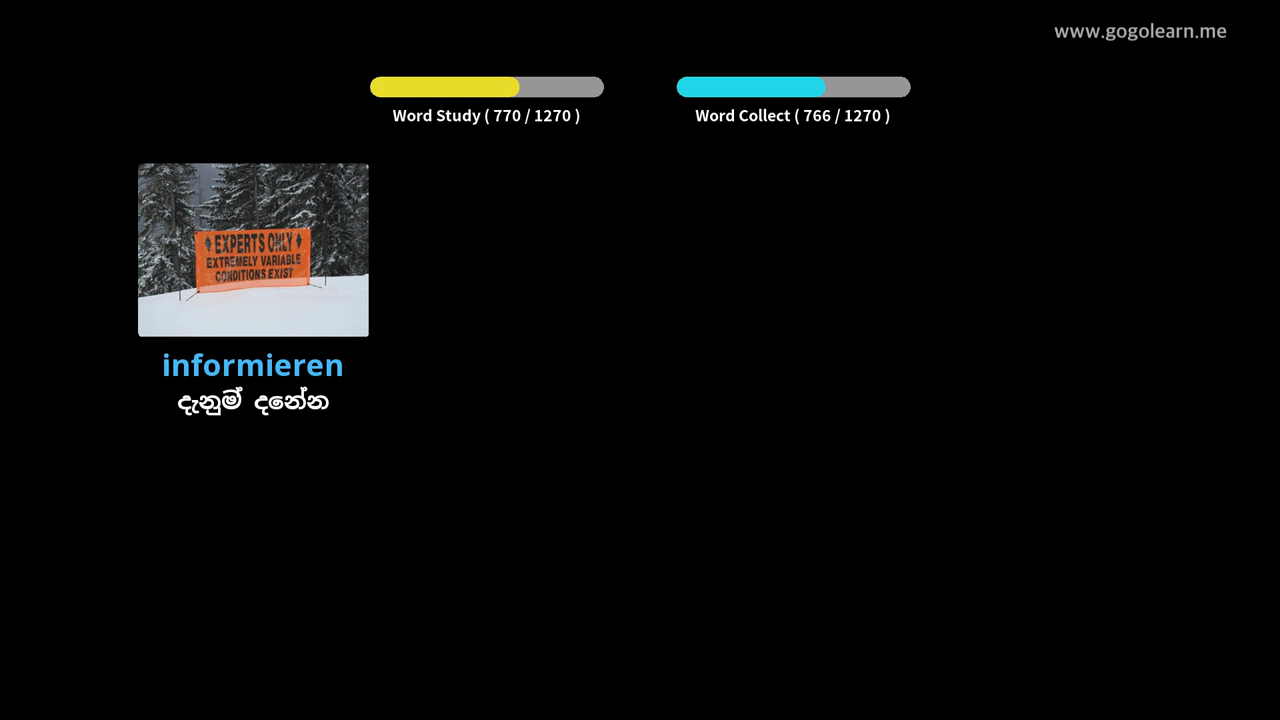 www.gogolearn.me
Word Study ( 770 / 1270 )
Word Collect ( 766 / 1270 )
EXPERTS ONLY
EXTREMELY VARIABLE
CONDITIONS EXIST
informieren
දැනුම් දෙන්න